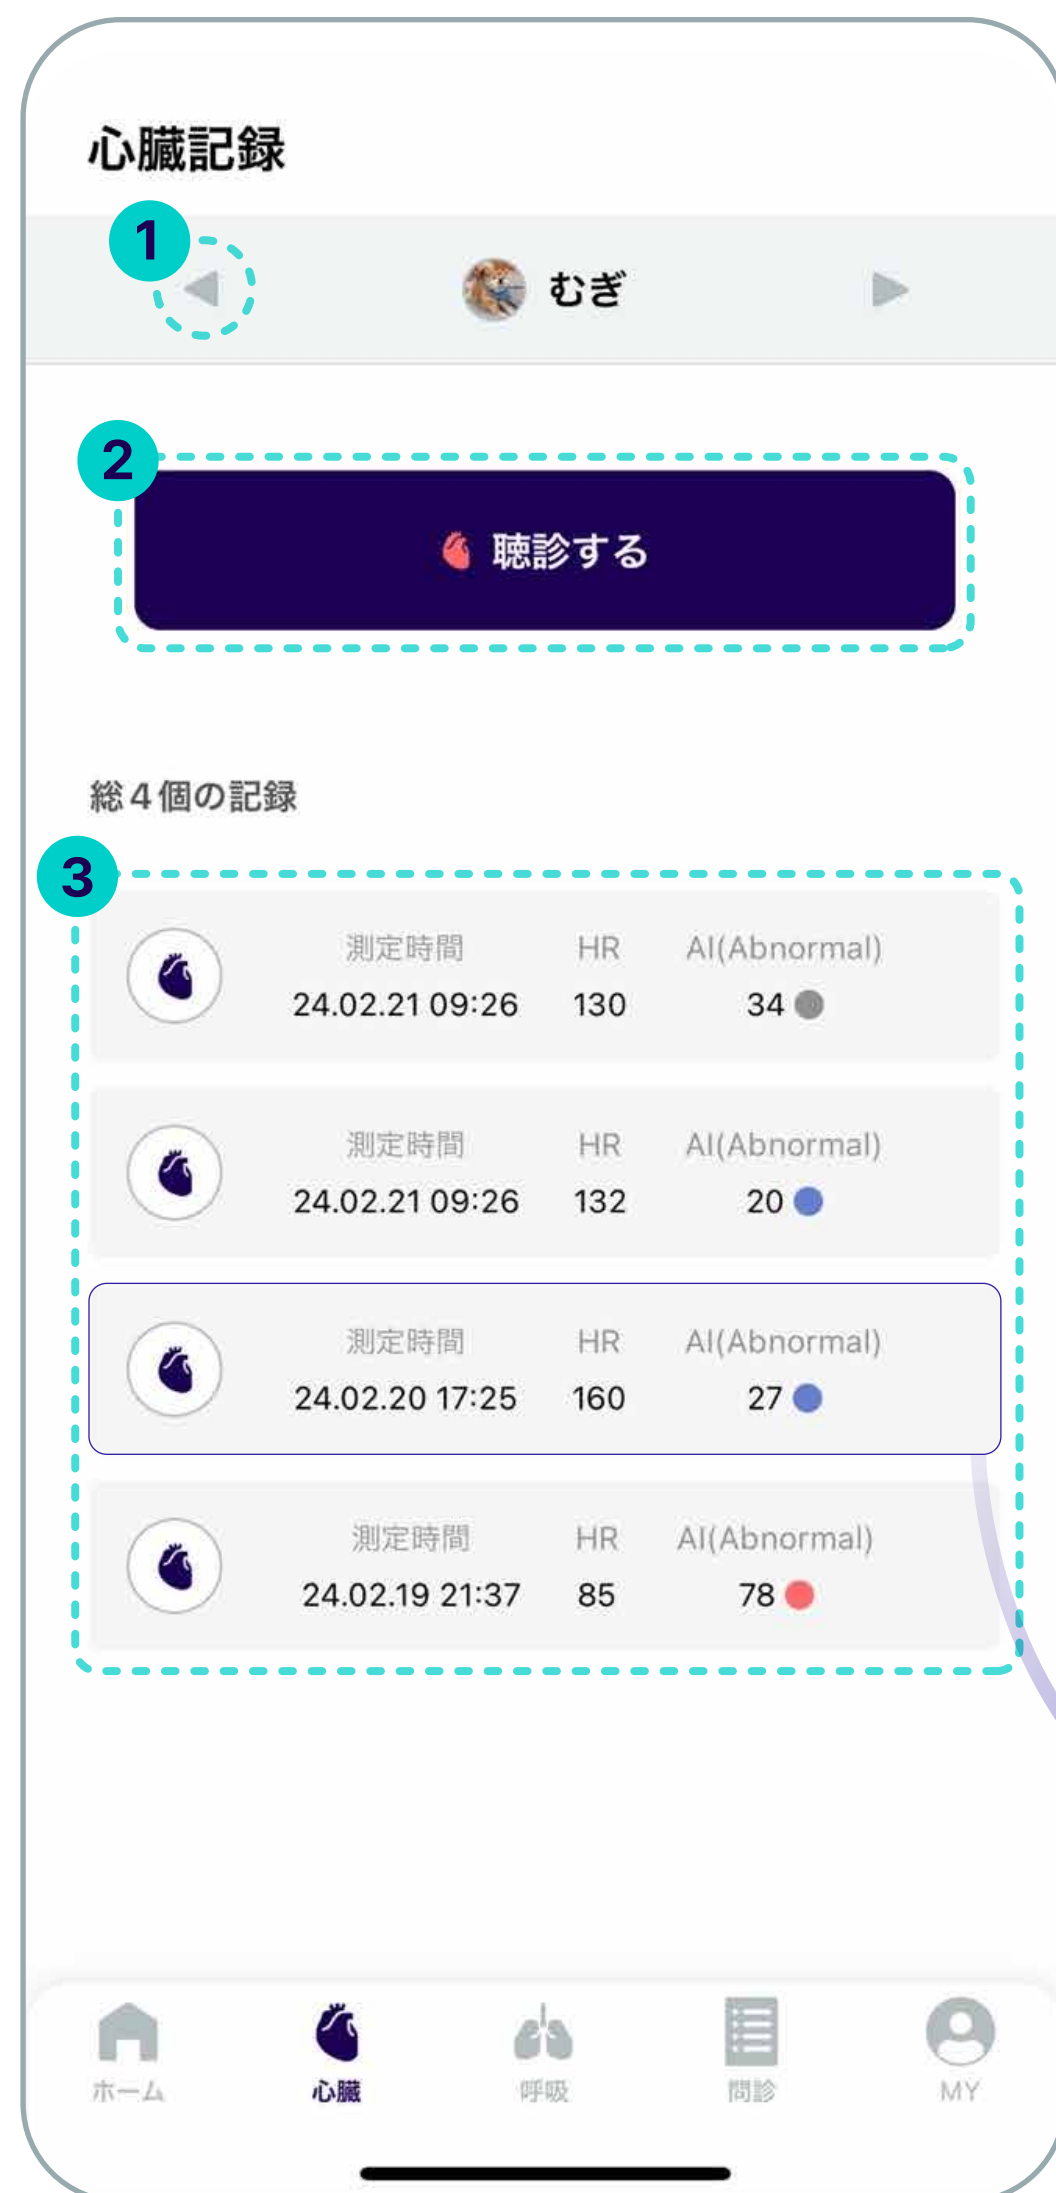 心臓記録
1
むぎ
2
聴診する
総4個の記録
3
測定時間 HR AI(Abnormal)
24.02.21 09:26 130 34
測定時間 HR AI(Abnormal)
24.02.21 09:26 132 20
測定時間 HR AI(Abnormal)
24.02.20 17:25 160 27
測定時間 HR AI(Abnormal)
24.02.19 21:37 85 78
ホーム 心臓 呼吸 問診 MY